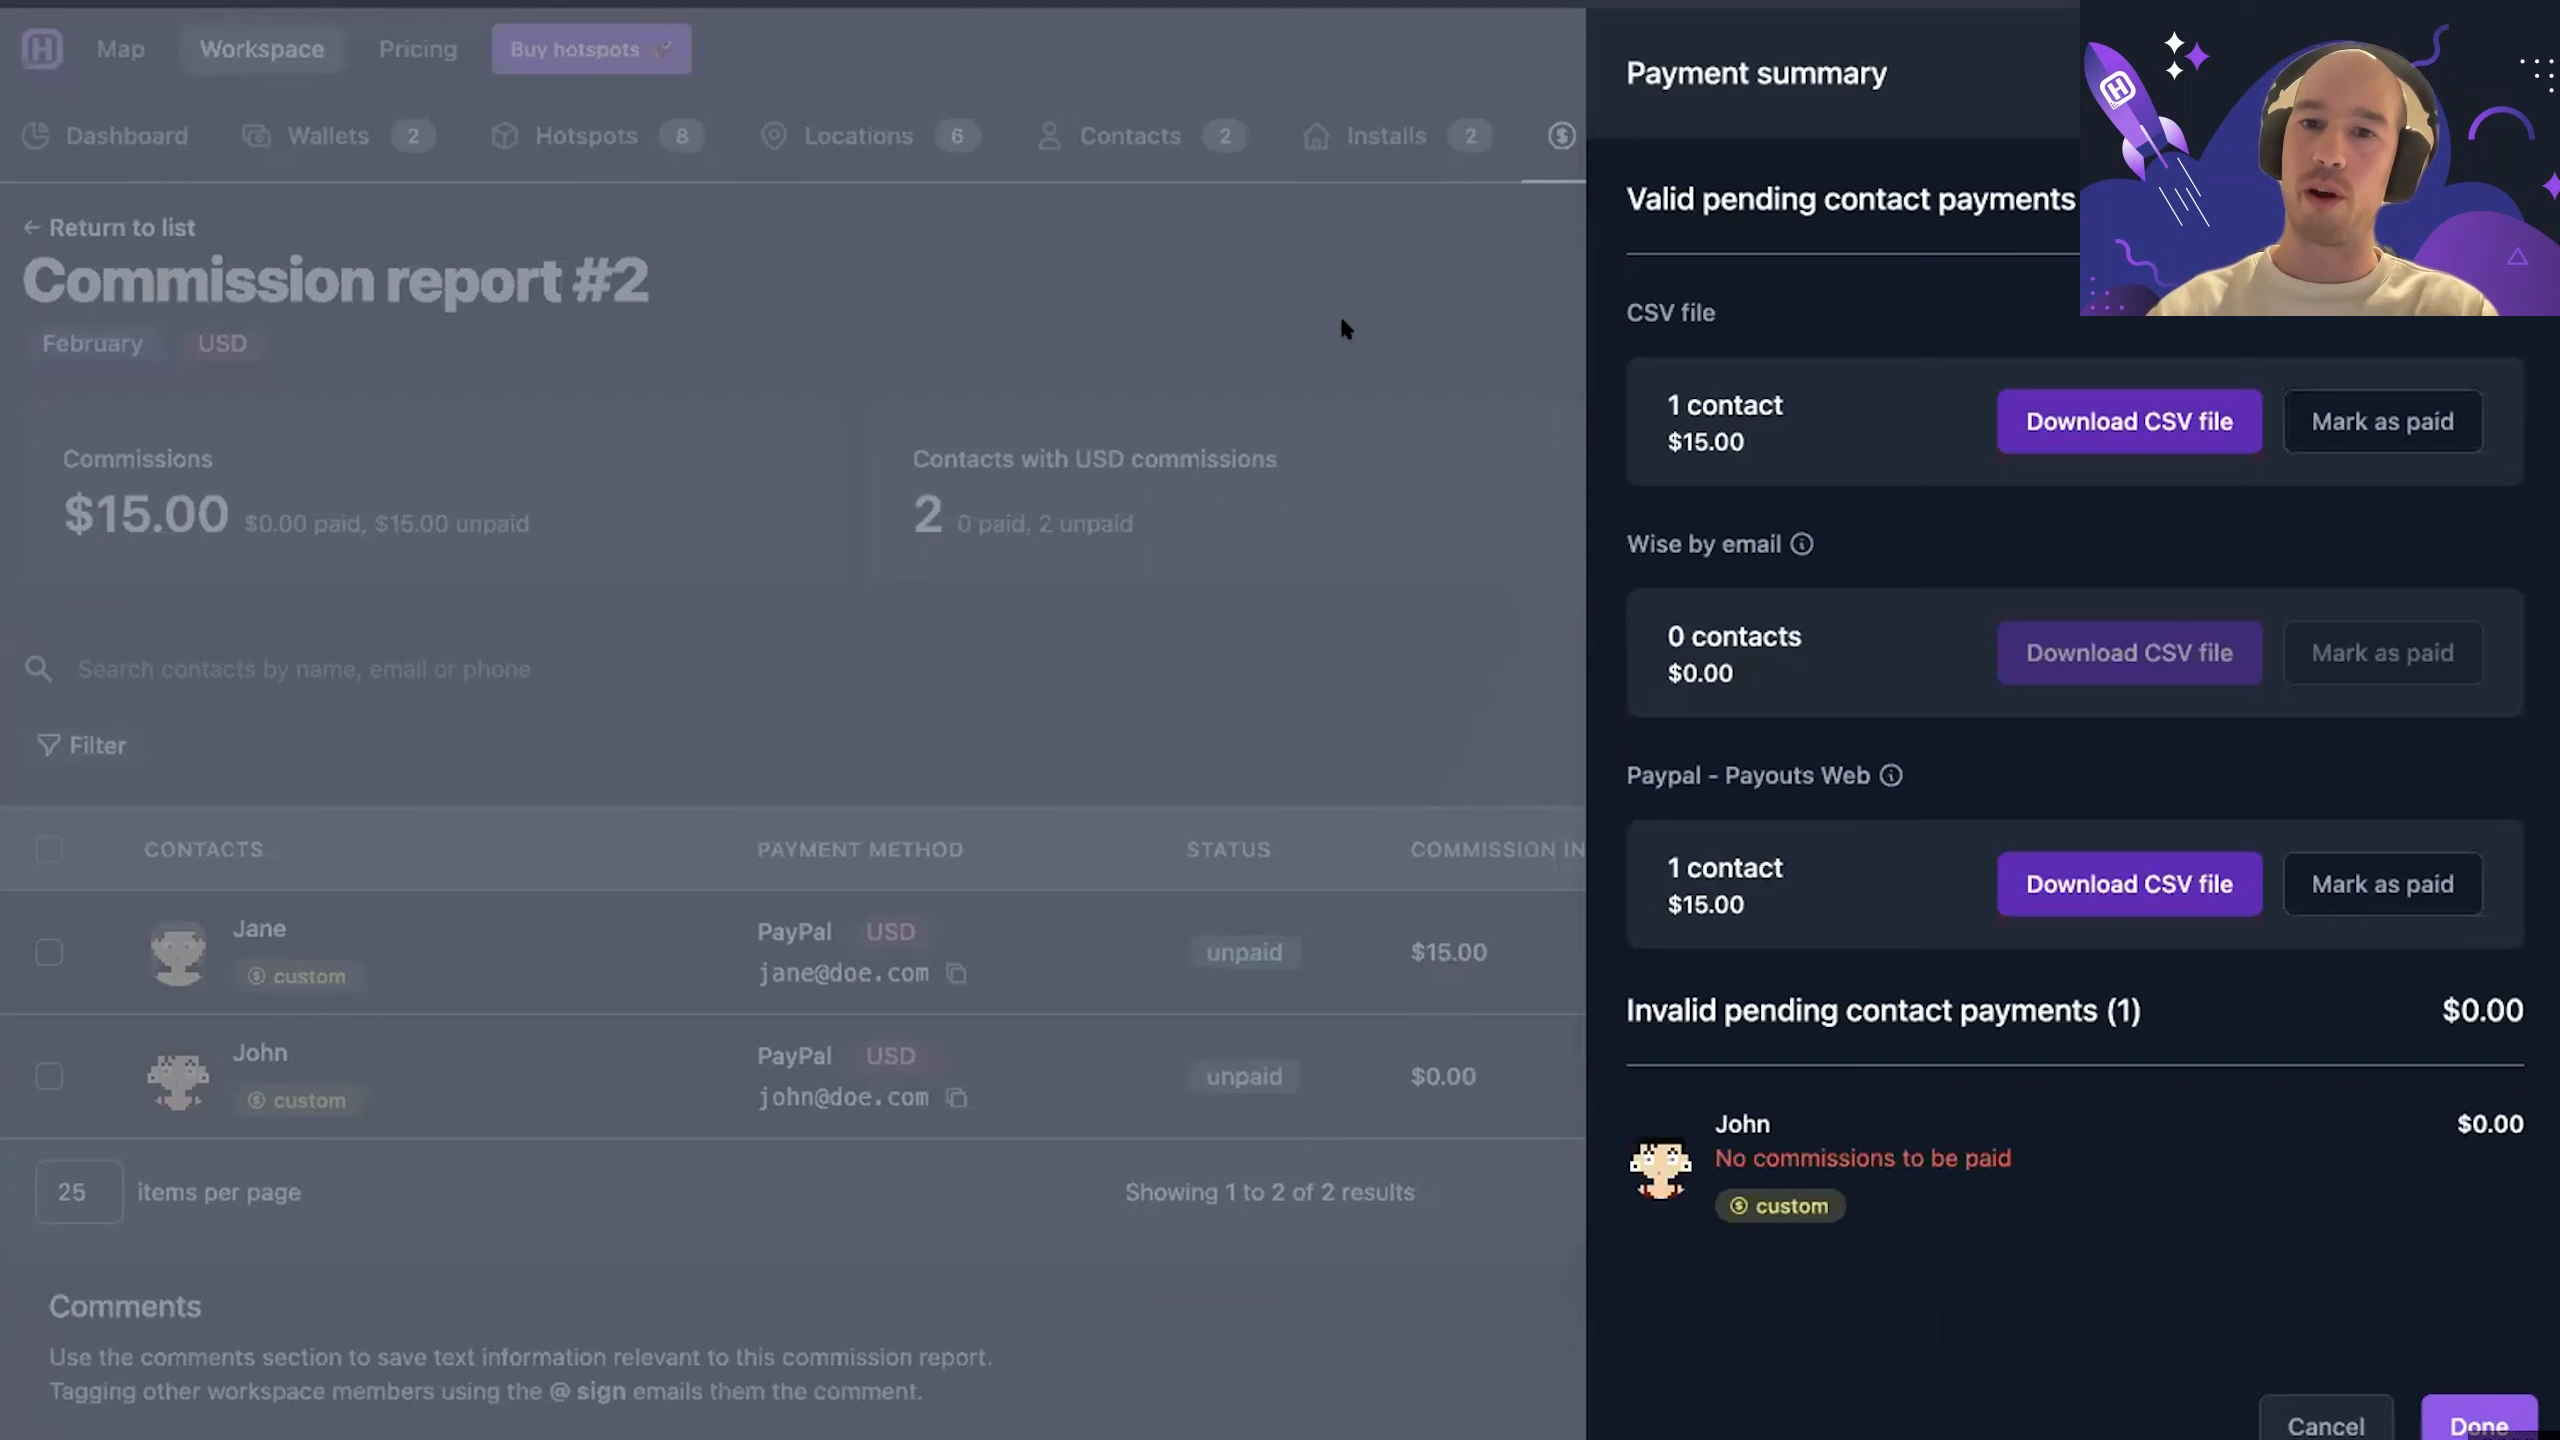 Map
Workspace
Pricing
Buy hotspots
Dashboard
Wallets 2
Hotspots 8
Locations 6
Contacts 2
Installs 2
← Return to list
Commission report #2
February
USD
Commissions
$15.00 $0.00 paid, $15.00 unpaid
Contacts with USD commissions
2 0 paid, 2 unpaid
Search contacts by name, email or phone
Filter
CONTACTS
PAYMENT METHOD
STATUS
COMMISSION IN
Jane
custom
PayPal USD
jane@doe.com
unpaid
$15.00
John
custom
PayPal USD
john@doe.com
unpaid
$0.00
25 items per page
Showing 1 to 2 of 2 results
Comments
Use the comments section to save text information relevant to this commission report.
Tagging other workspace members using the @ sign emails them the comment.
Payment summary
Valid pending contact payments
CSV file
1 contact
$15.00
Download CSV file
Mark as paid
Wise by email
0 contacts
$0.00
Download CSV file
Mark as paid
Paypal - Payouts Web
1 contact
$15.00
Download CSV file
Mark as paid
Invalid pending contact payments (1) $0.00
John $0.00
No commissions to be paid
custom
Cancel
Done